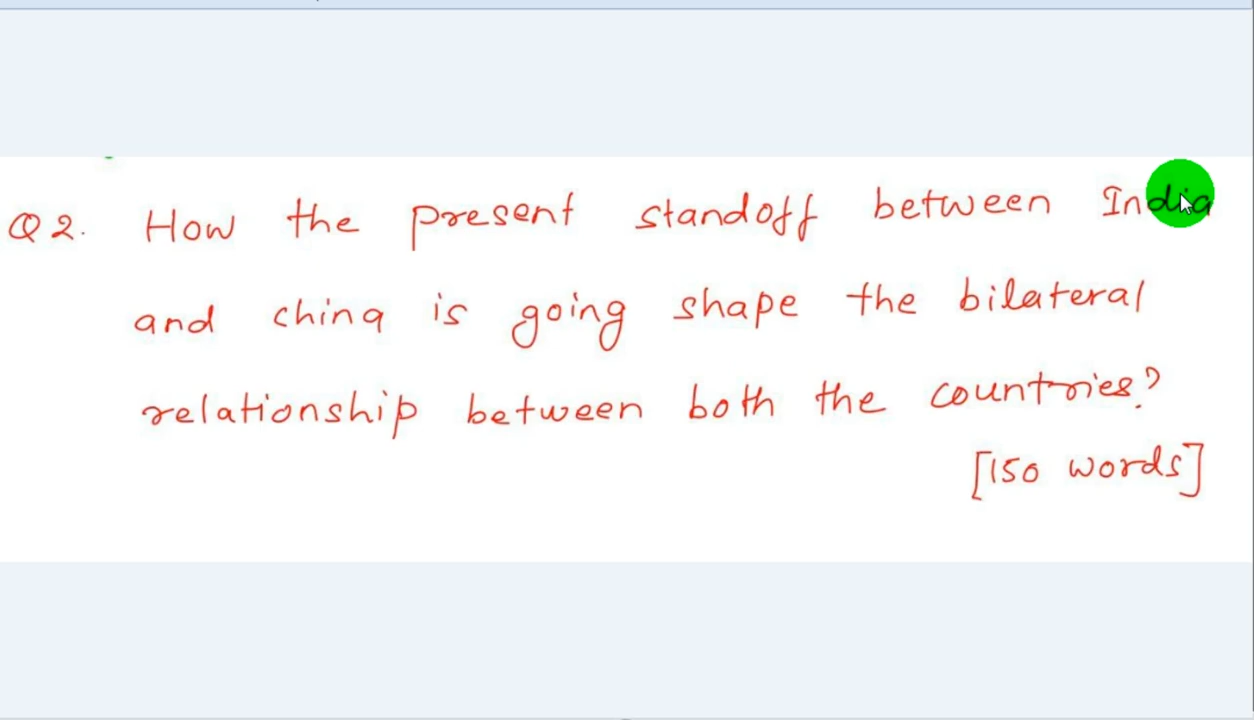 Q2. How the present standoff between India
and china is going shape the bilateral
relationship between both the countries?
[150 words]